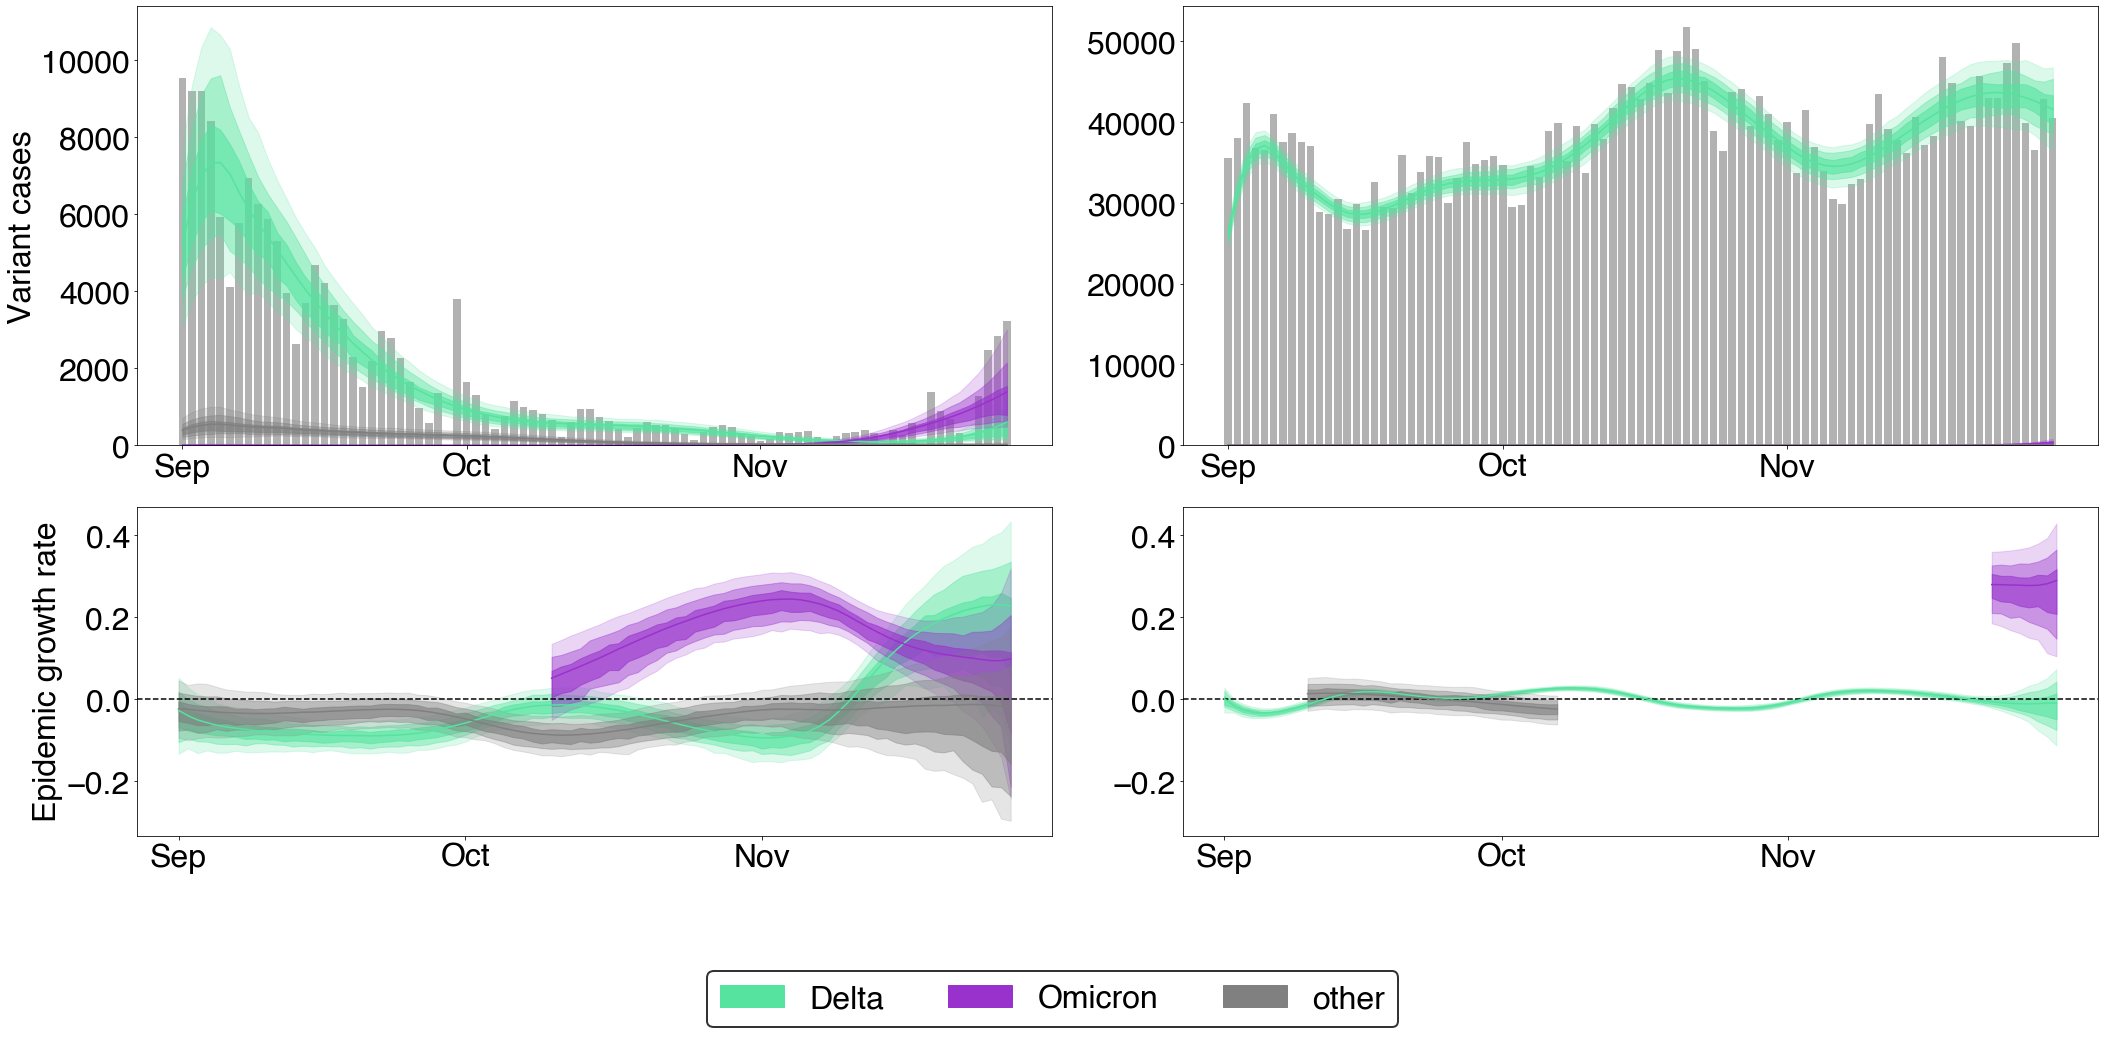 Variant cases
10000
8000
6000
4000
2000
0
Sep Oct Nov
50000
40000
30000
20000
10000
0
Sep Oct Nov
Epidemic growth rate
0.4
0.2
0.0
−0.2
Sep Oct Nov
0.4
0.2
0.0
−0.2
Sep Oct Nov
Delta Omicron other